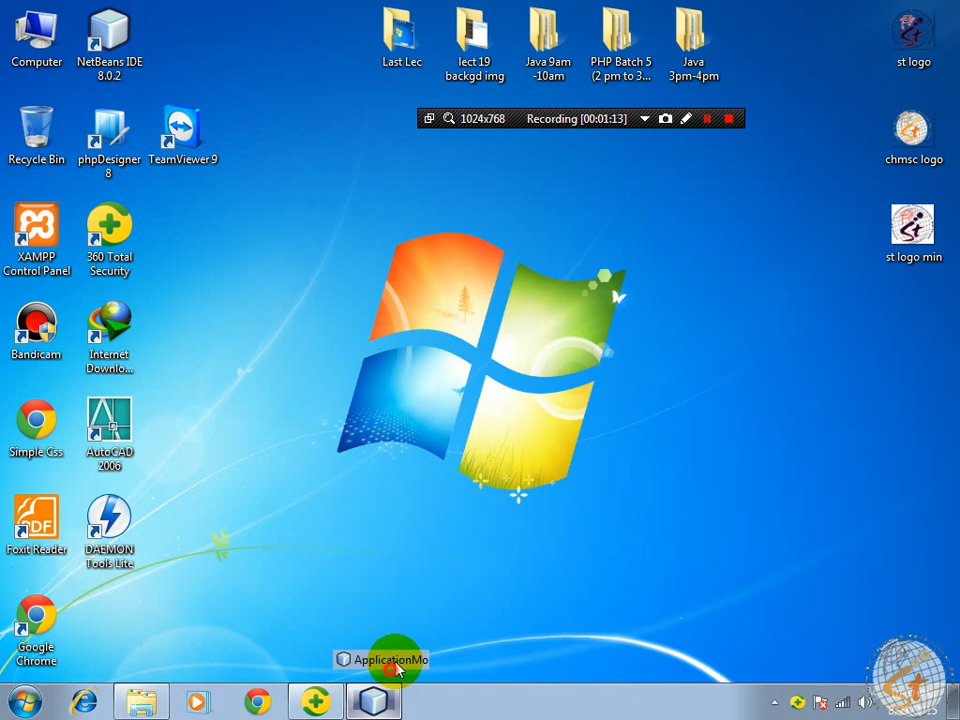 Computer
NetBeans IDE
8.0.2
Last Lec
lect 19
backgd img
Java 9am
-10am
PHP Batch 5
(2 pm to 3...
Java
3pm-4pm
st logo
1024x768
Recording [00:01:13]
Recycle Bin
phpDesigner
8
TeamViewer 9
chmsc logo
XAMPP
Control Panel
360 Total
Security
st logo min
Bandicam
Internet
Downlo...
Simple Css
AutoCAD
2006
PDF
Foxit Reader
DAEMON
Tools Lite
Google
Chrome
ApplicationMo